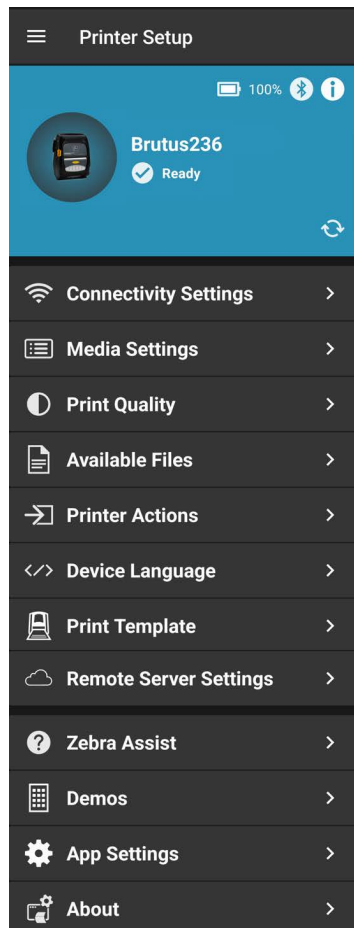 Printer Setup
100%
Brutus236
Ready
Connectivity Settings
Media Settings
Print Quality
Available Files
Printer Actions
Device Language
Print Template
Remote Server Settings
Zebra Assist
Demos
App Settings
About